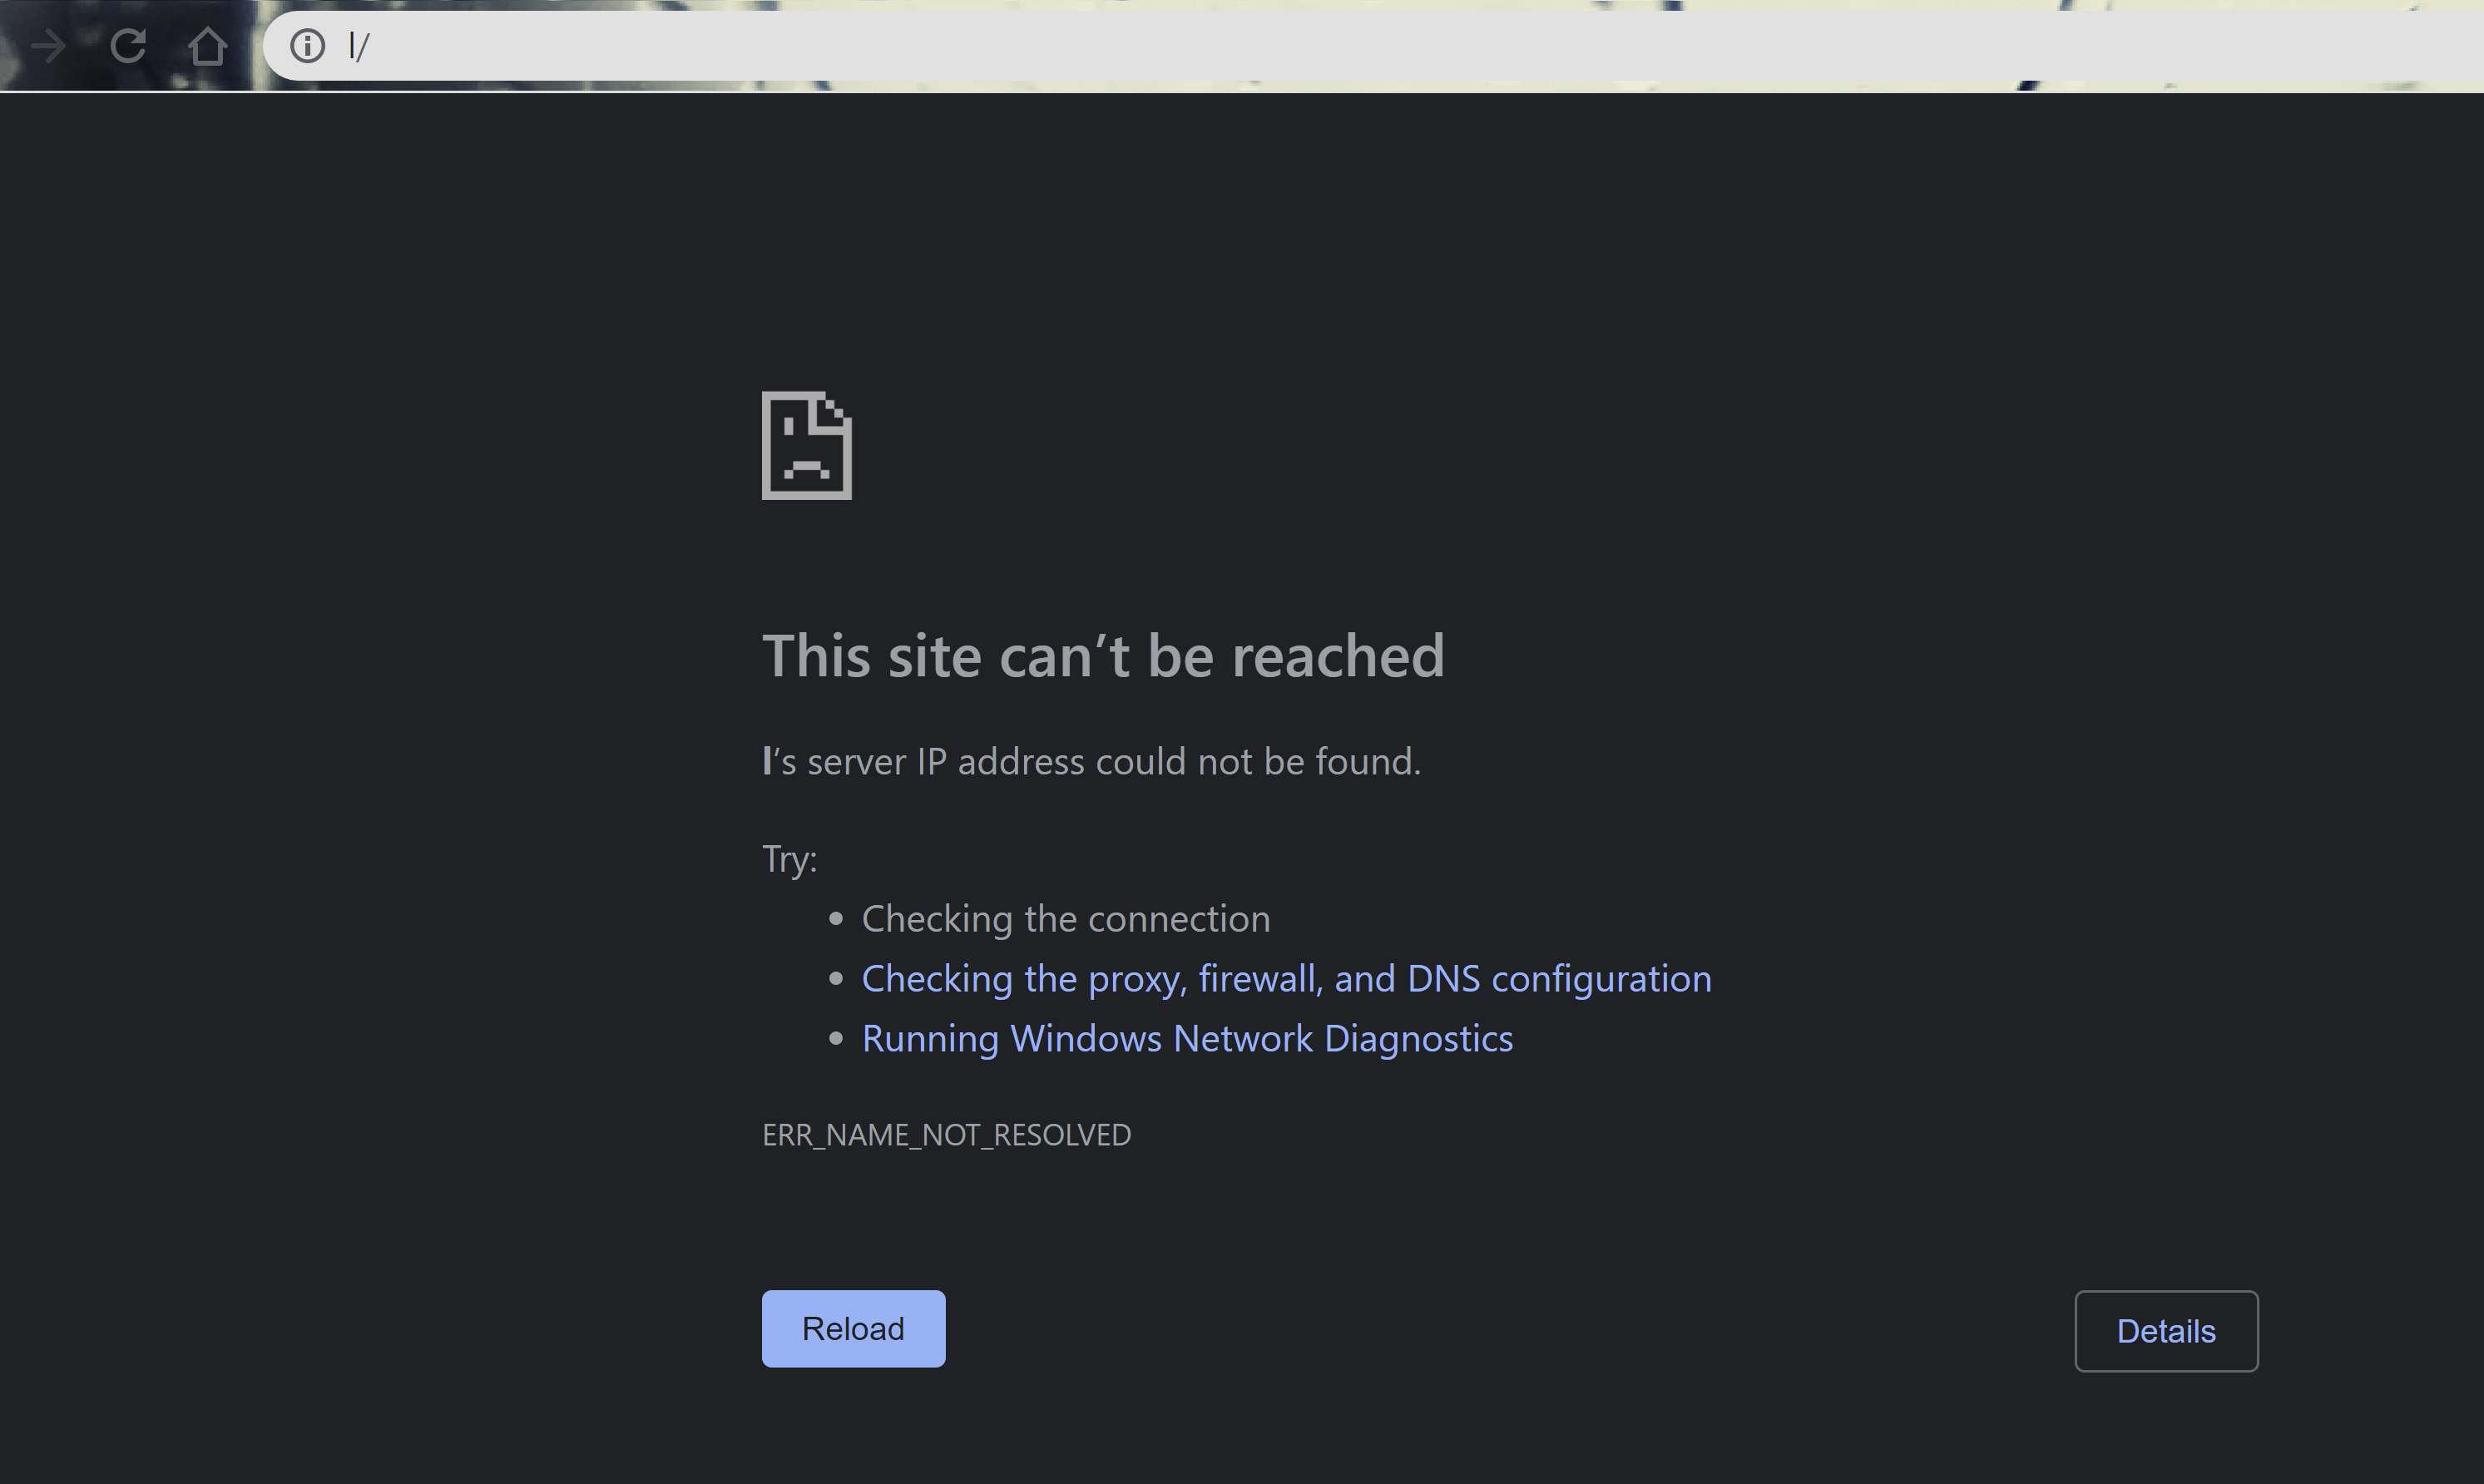 l/
This site can’t be reached
l’s server IP address could not be found.
Try:
Checking the connection
Checking the proxy, firewall, and DNS configuration
Running Windows Network Diagnostics
ERR_NAME_NOT_RESOLVED
Reload
Details